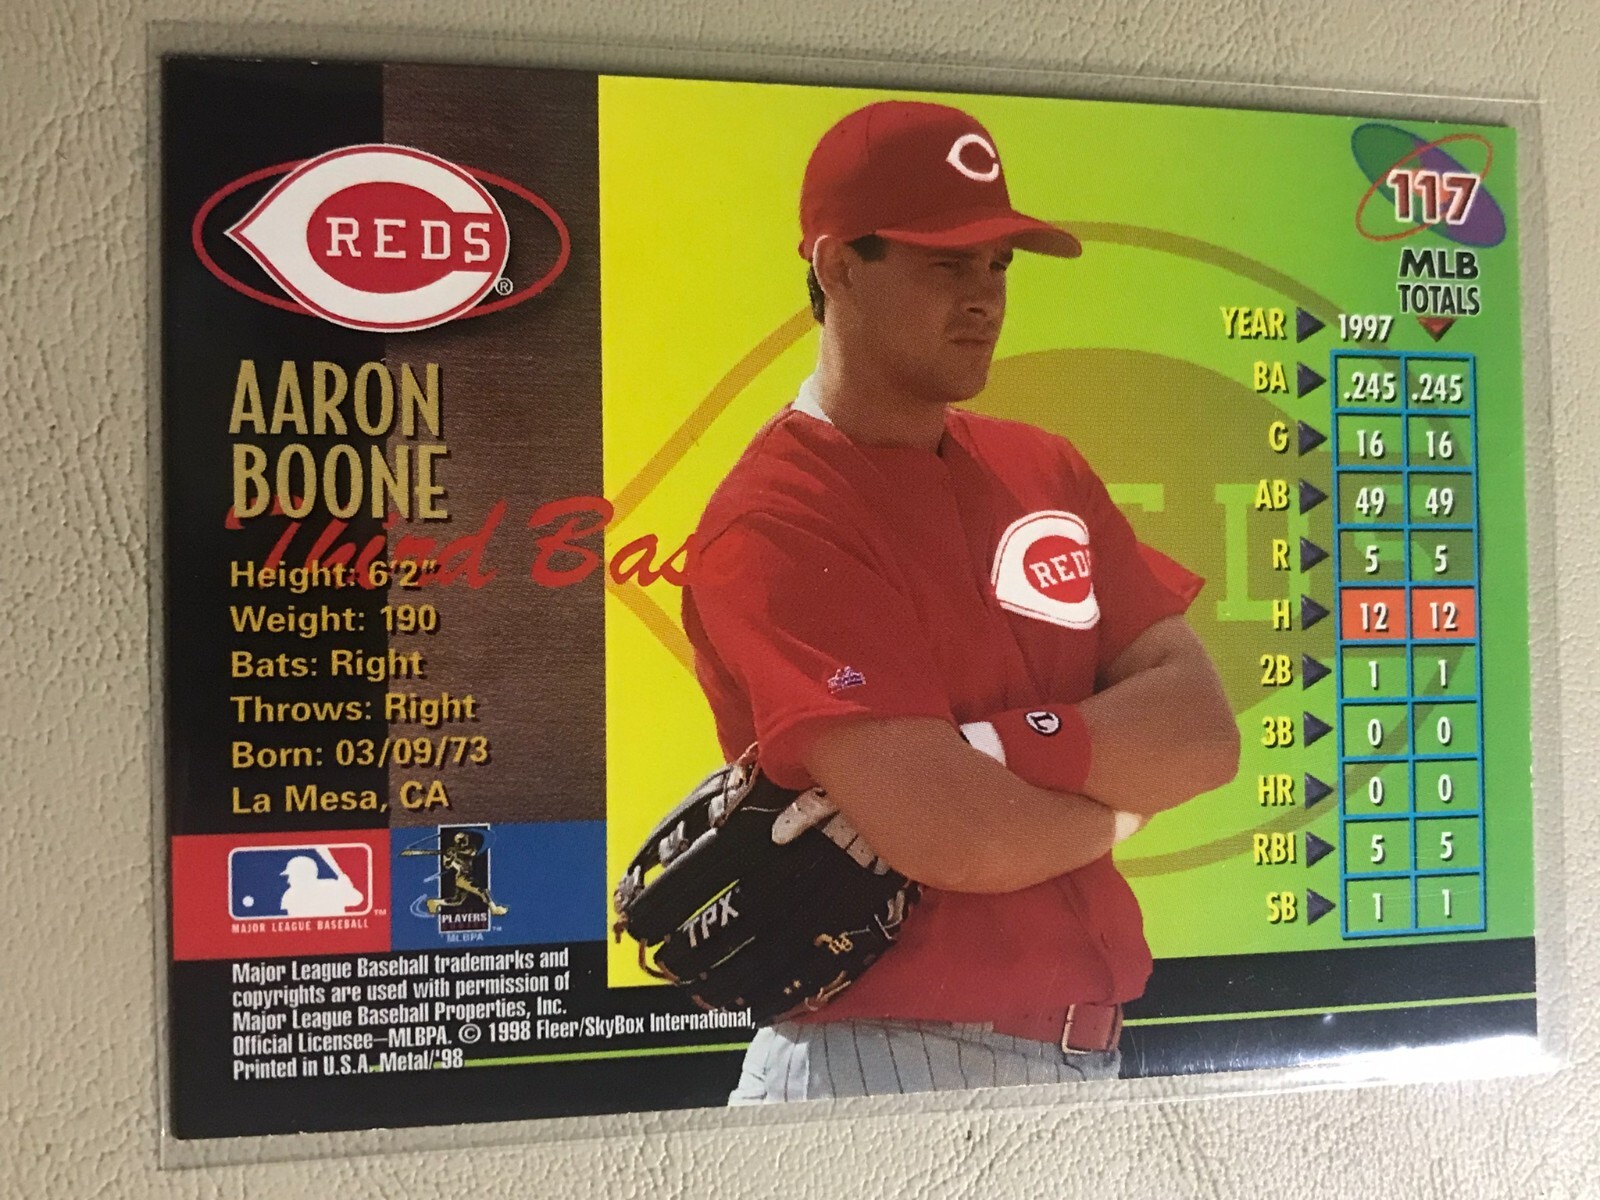 REDS®
AARON
BOONE
Third Bas
Height: 6'2"
Weight: 190
Bats: Right
Throws: Right
Born: 03/09/73
La Mesa, CA
MAJOR LEAGUE BASEBALL™
PLAYERS
MLBPA
Major League Baseball trademarks and
copyrights are used with permission of
Major League Baseball Properties, Inc.
Official Licensee–MLBPA. © 1998 Fleer/SkyBox International,
Printed in U.S.A. Metal/'98
REDS
TPX
117
MLB
TOTALS
YEAR 1997
BA .245 .245
G 16 16
AB 49 49
R 5 5
H 12 12
2B 1 1
3B 0 0
HR 0 0
RBI 5 5
SB 1 1